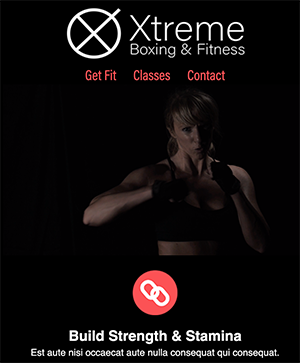 Xtreme
Boxing & Fitness
Get Fit Classes Contact
Build Strength & Stamina
Est aute nisi occaecat aute nulla consequat qui consequat.